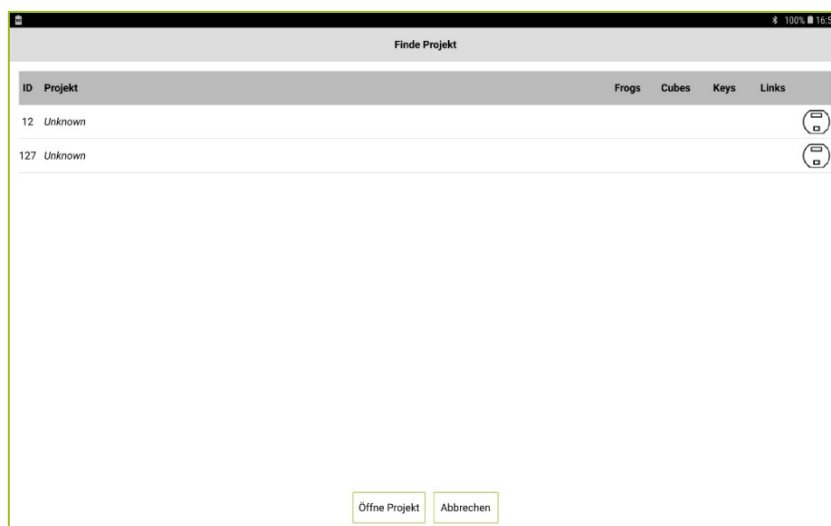 100% 16:5
Finde Projekt
ID Projekt Frogs Cubes Keys Links
12 Unknown
127 Unknown
Öffne Projekt Abbrechen